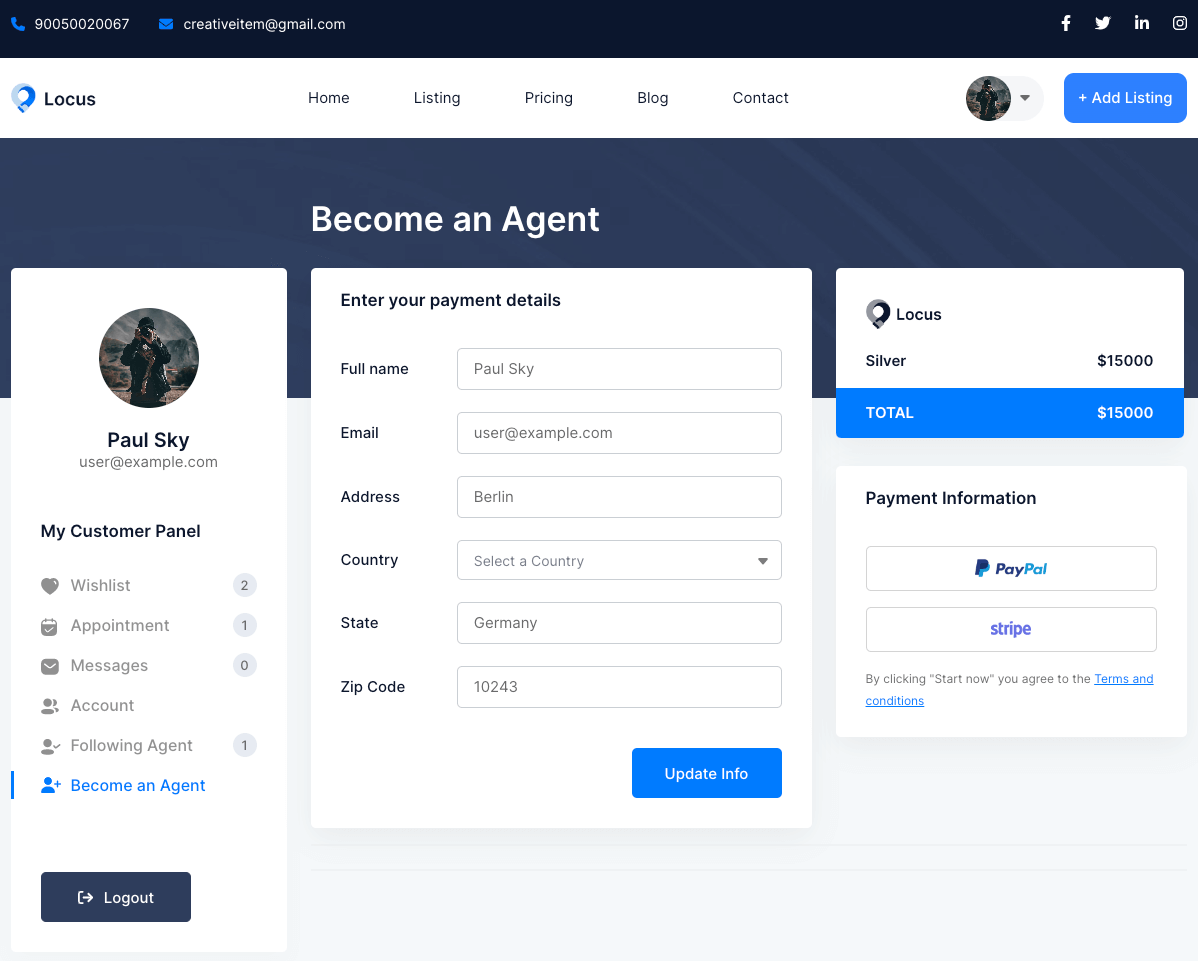 90050020067 creativeitem@gmail.com
Locus Home Listing Pricing Blog Contact + Add Listing
Become an Agent
Paul Sky
user@example.com
My Customer Panel
Wishlist 2
Appointment 1
Messages 0
Account
Following Agent 1
Become an Agent
Logout
Enter your payment details
Full name Paul Sky
Email user@example.com
Address Berlin
Country Select a Country
State Germany
Zip Code 10243
Update Info
Locus
Silver $15000
TOTAL $15000
Payment Information
PayPal
stripe
By clicking "Start now" you agree to the Terms and
conditions